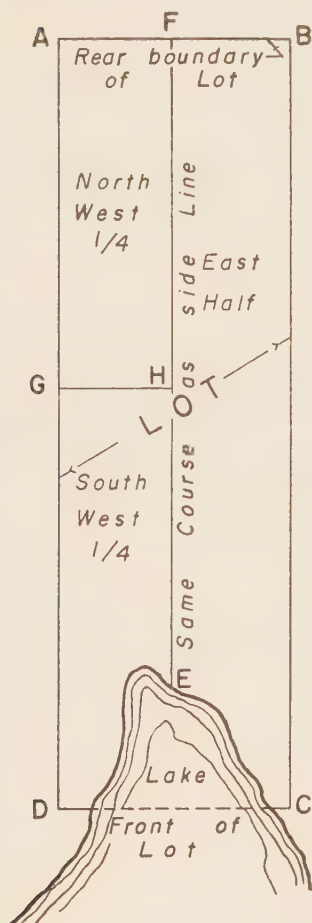 F
A
B
Rear boundary
of Lot
North
West
1/4
East
Half
G
H
LOT
Same Course as side Line
South
West
1/4
E
Lake
D
C
Front of
Lot